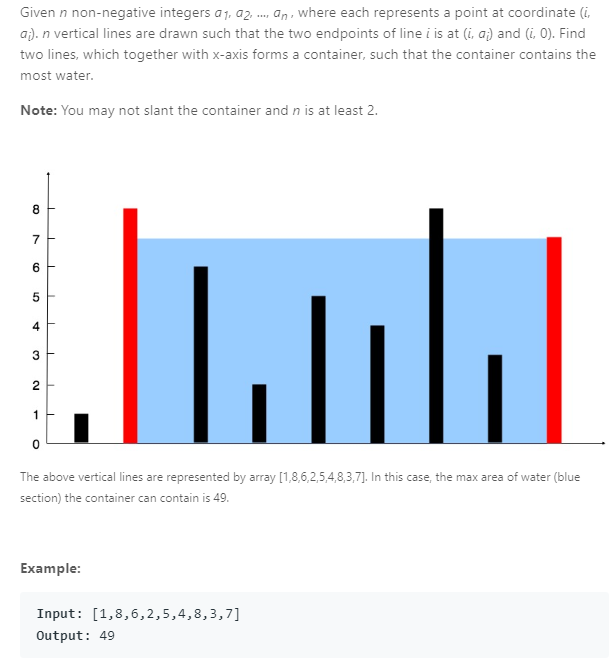 Given n non-negative integers a1, a2, ..., an , where each represents a point at coordinate (i,
ai). n vertical lines are drawn such that the two endpoints of line i is at (i, ai) and (i, 0). Find
two lines, which together with x-axis forms a container, such that the container contains the
most water.
Note: You may not slant the container and n is at least 2.
8
7
6
5
4
3
2
1
0
The above vertical lines are represented by array [1,8,6,2,5,4,8,3,7]. In this case, the max area of water (blue
section) the container can contain is 49.
Example:
Input: [1,8,6,2,5,4,8,3,7]
Output: 49